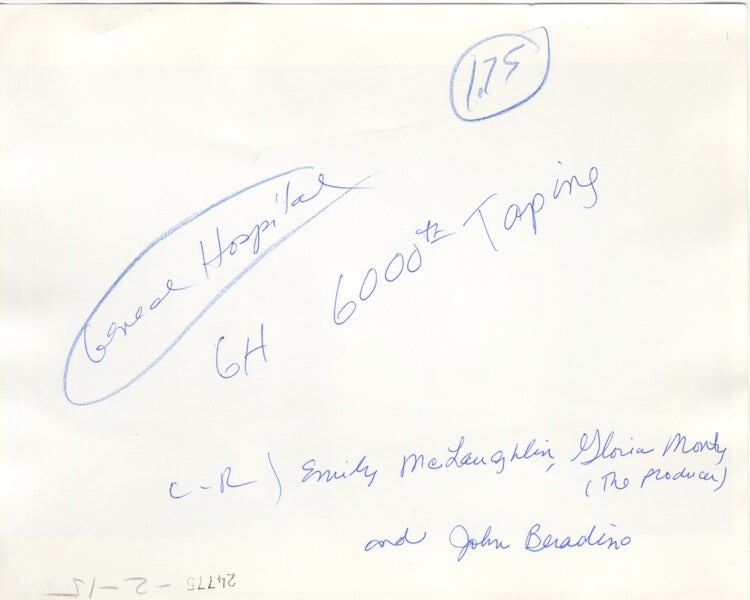 1.75
General Hospital
GH 6000th Taping
C-R) Emily McLaughlin, Gloria Monty
(The producer)
and John Beradino
24775-2-15